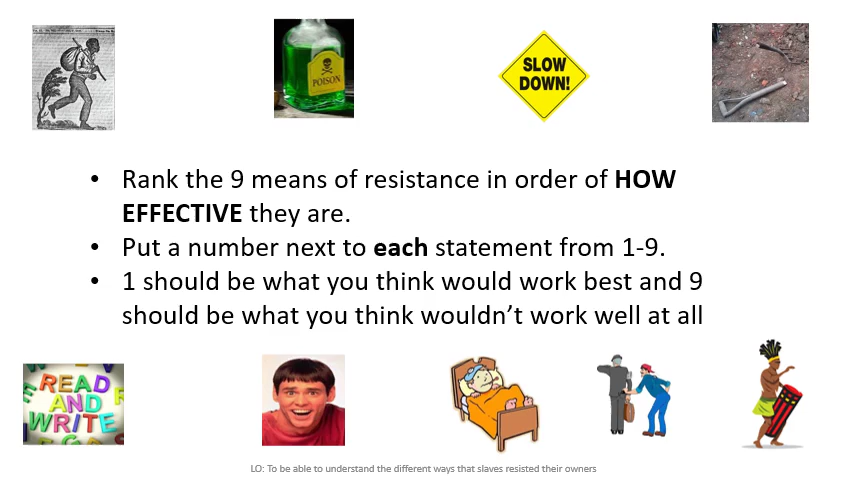 POISON
SLOW
DOWN!
• Rank the 9 means of resistance in order of HOW
EFFECTIVE they are.
• Put a number next to each statement from 1-9.
• 1 should be what you think would work best and 9
should be what you think wouldn't work well at all
READ
AND
WRITE
LO: To be able to understand the different ways that slaves resisted their owners